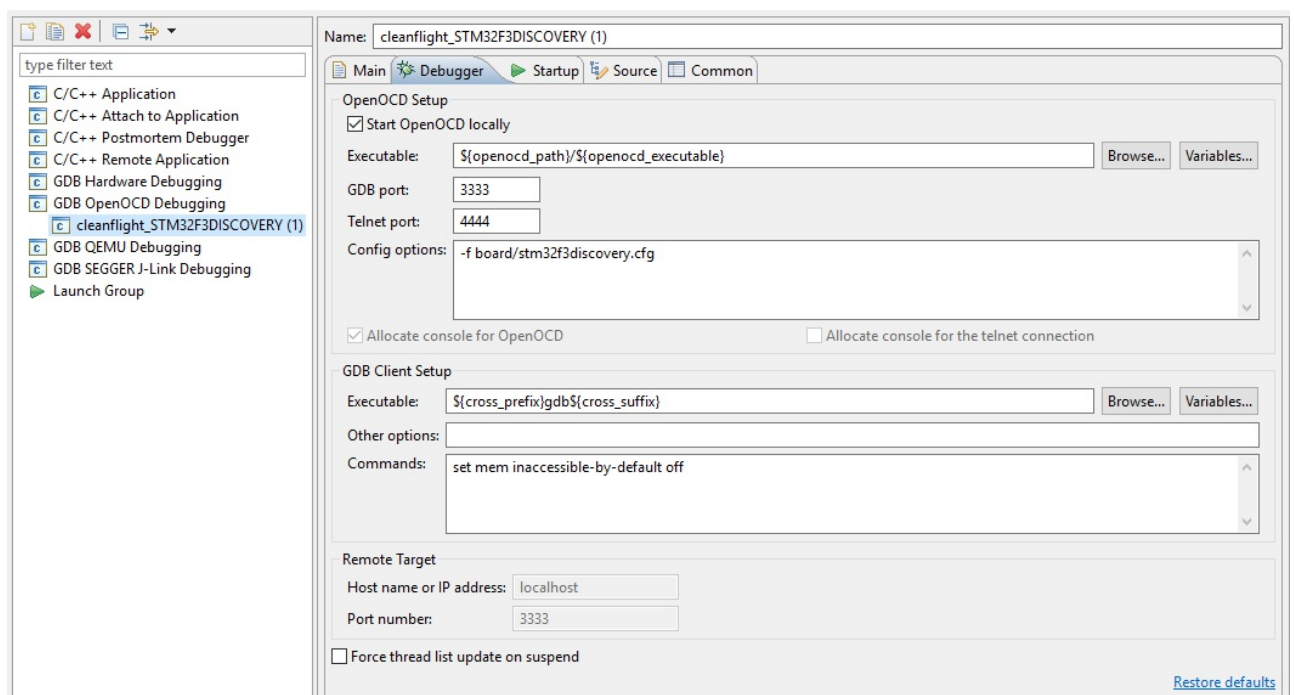 type filter text
C/C++ Application
C/C++ Attach to Application
C/C++ Postmortem Debugger
C/C++ Remote Application
GDB Hardware Debugging
GDB OpenOCD Debugging
cleanflight_STM32F3DISCOVERY (1)
GDB QEMU Debugging
GDB SEGGER J-Link Debugging
Launch Group
Name: cleanflight_STM32F3DISCOVERY (1)
Main Debugger Startup Source Common
OpenOCD Setup
Start OpenOCD locally
Executable: ${openocd_path}/${openocd_executable} Browse... Variables...
GDB port: 3333
Telnet port: 4444
Config options: -f board/stm32f3discovery.cfg
Allocate console for OpenOCD Allocate console for the telnet connection
GDB Client Setup
Executable: ${cross_prefix}gdb${cross_suffix} Browse... Variables...
Other options:
Commands: set mem inaccessible-by-default off
Remote Target
Host name or IP address: localhost
Port number: 3333
Force thread list update on suspend
Restore defaults